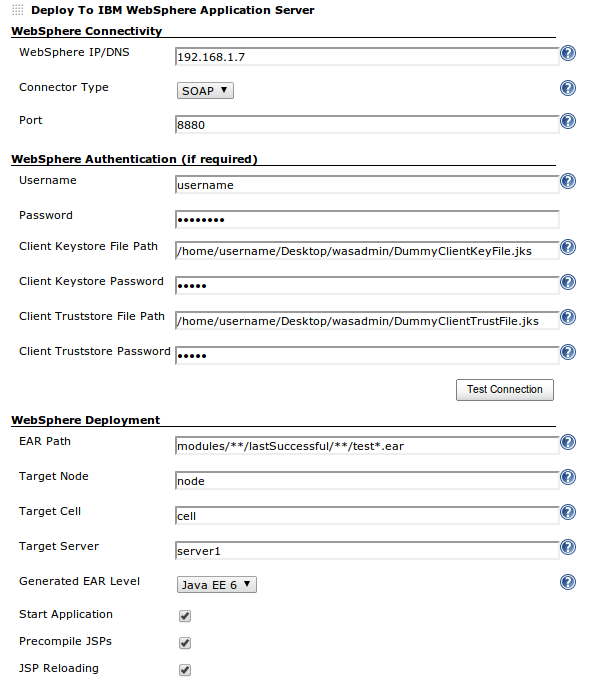 Deploy To IBM WebSphere Application Server
WebSphere Connectivity
WebSphere IP/DNS 192.168.1.7 ?
Connector Type SOAP ▼ ?
Port 8880 ?
WebSphere Authentication (if required)
Username username ?
Password ••••••••
Client Keystore File Path /home/username/Desktop/wasadmin/DummyClientKeyFile.jks ?
Client Keystore Password ••••• ?
Client Truststore File Path /home/username/Desktop/wasadmin/DummyClientTrustFile.jks ?
Client Truststore Password ••••• ?
Test Connection
WebSphere Deployment
EAR Path modules/**/lastSuccessful/**/test*.ear ?
Target Node node ?
Target Cell cell ?
Target Server server1 ?
Generated EAR Level Java EE 6 ▼ ?
Start Application
Precompile JSPs
JSP Reloading